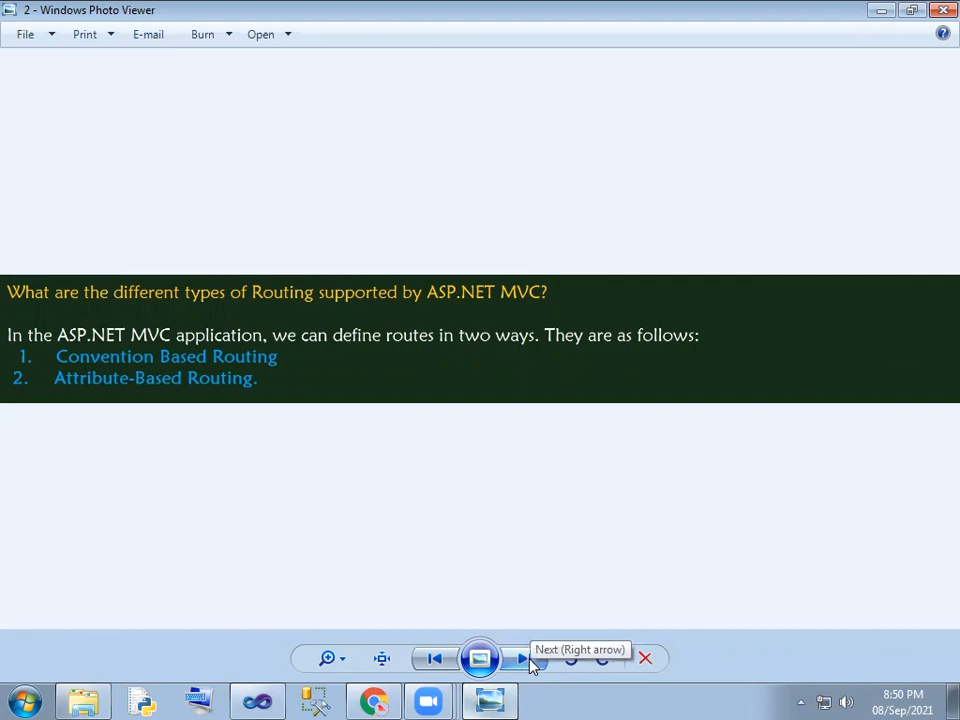 2 - Windows Photo Viewer
File Print E-mail Burn Open
What are the different types of Routing supported by ASP.NET MVC?
In the ASP.NET MVC application, we can define routes in two ways. They are as follows:
1. Convention Based Routing
2. Attribute-Based Routing.
Next (Right arrow)
8:50 PM
08/Sep/2021